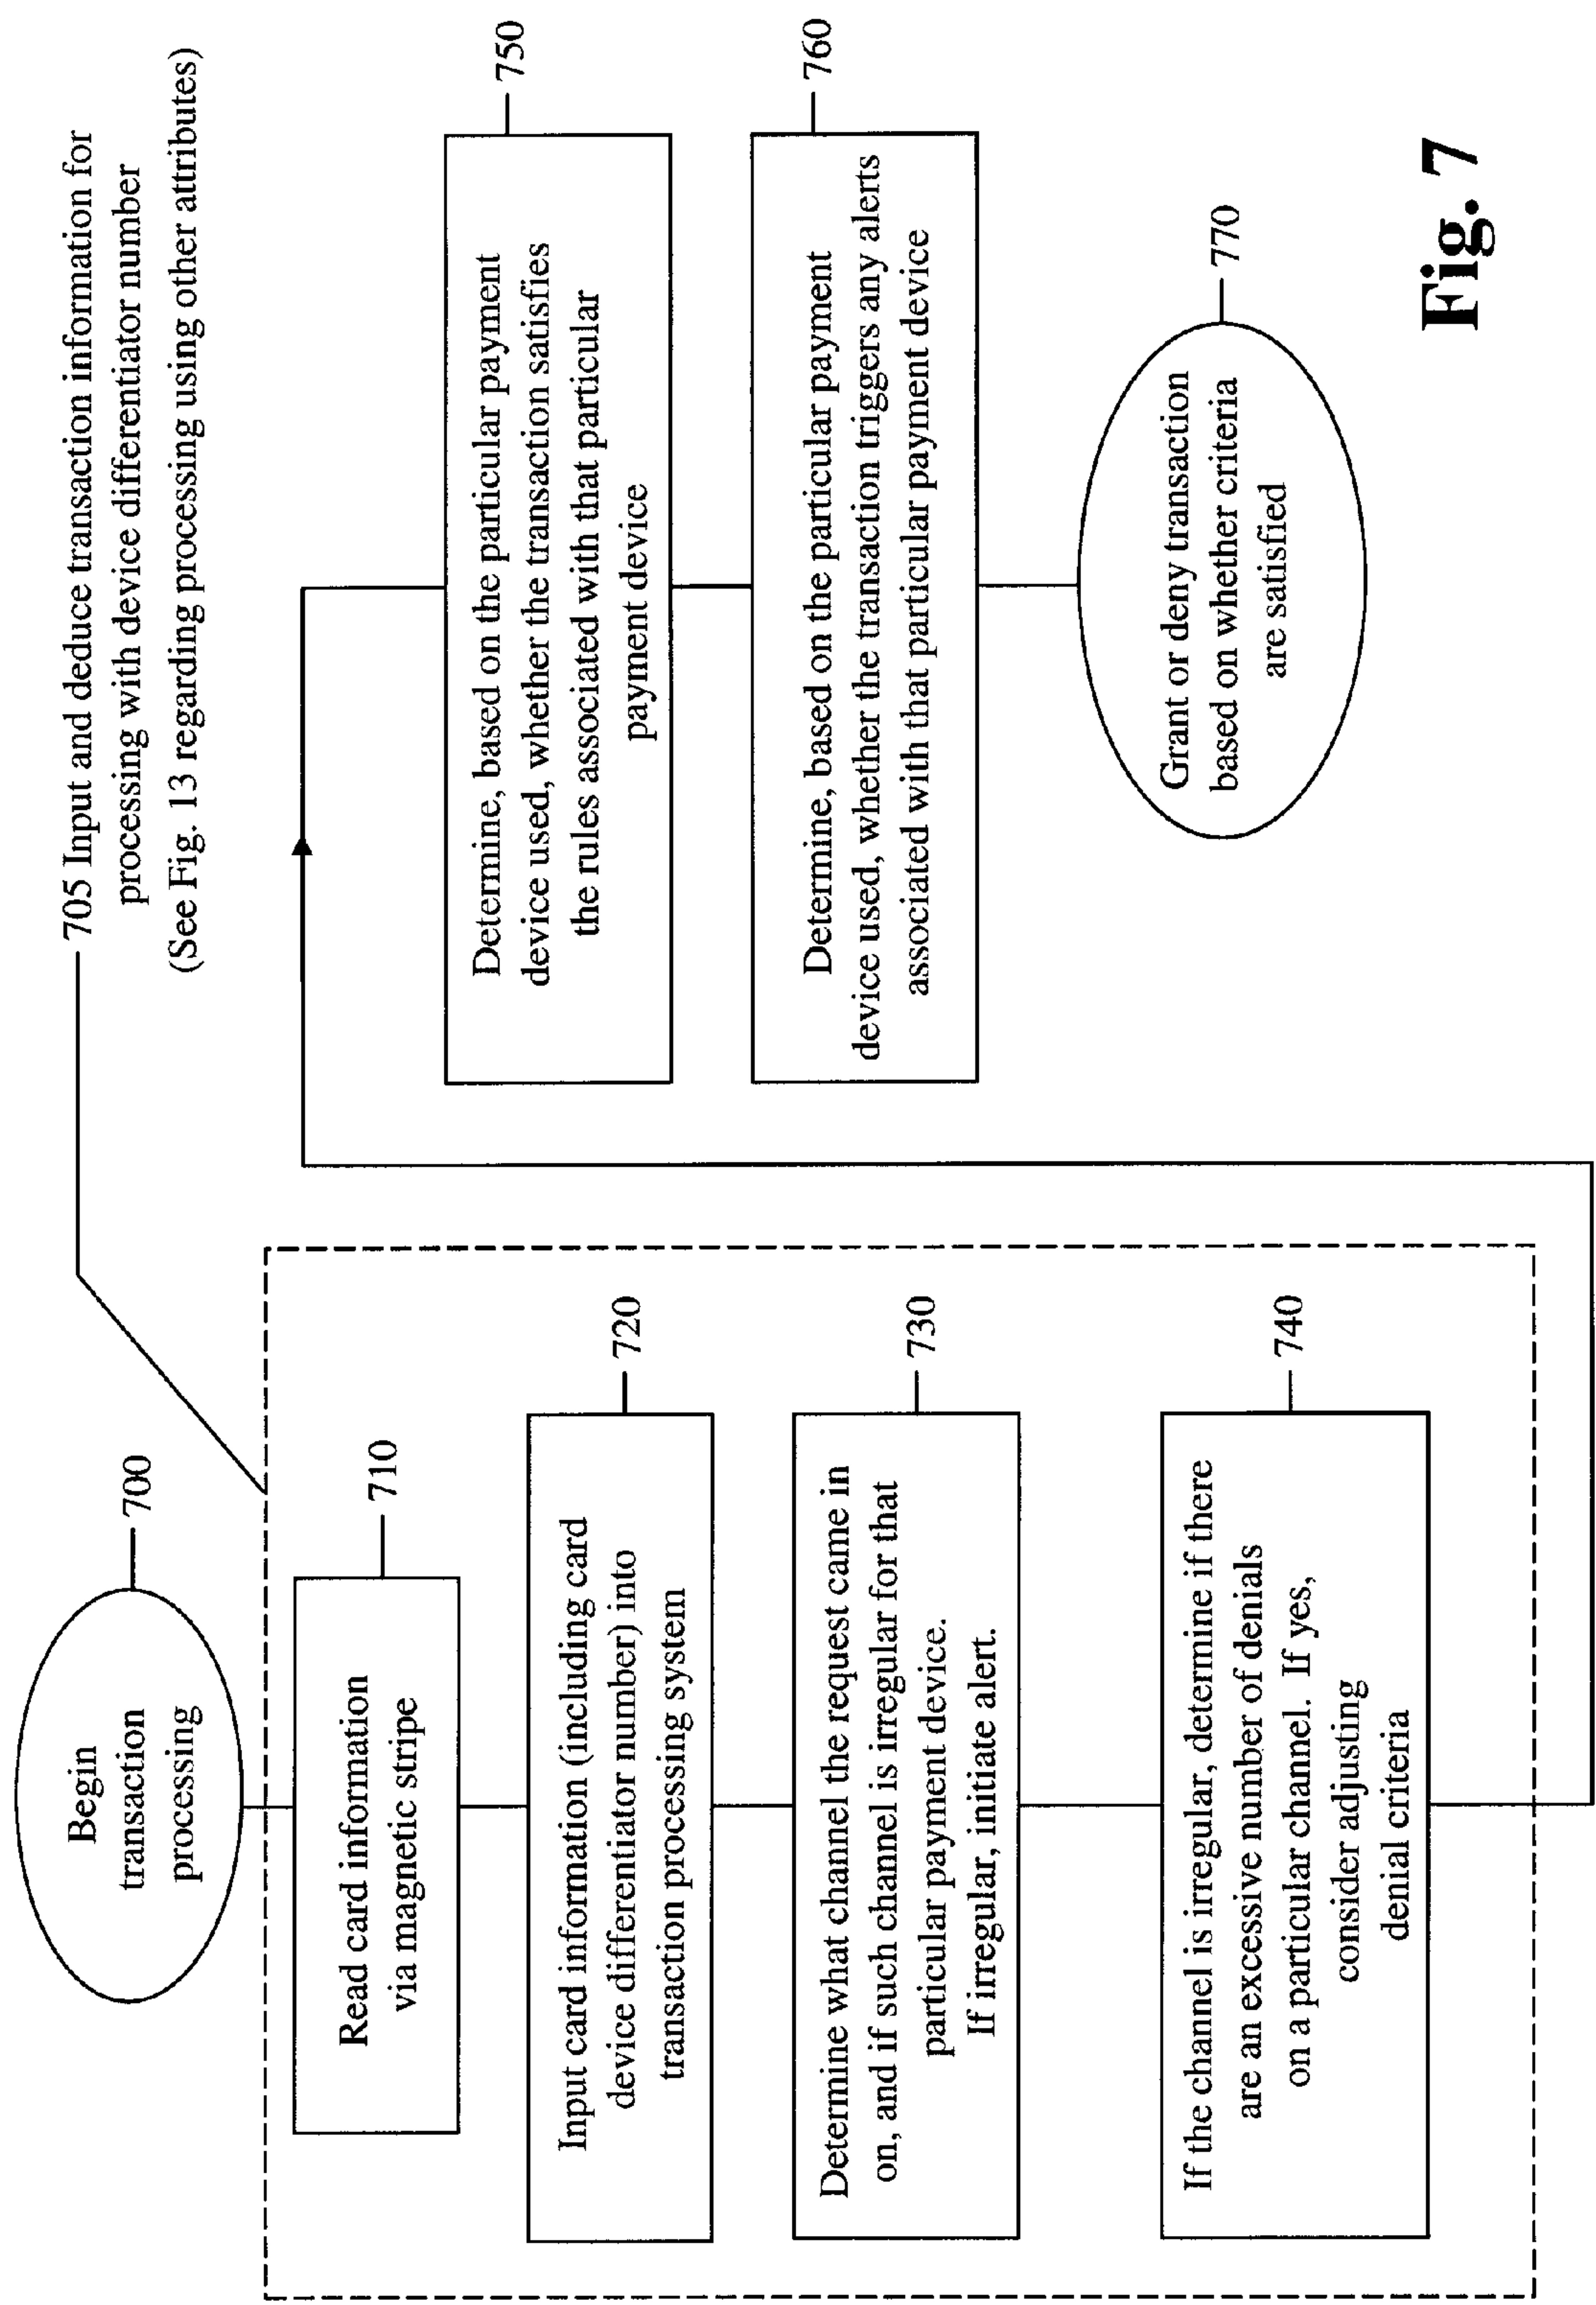 705 Input and deduce transaction information for
processing with device differentiator number
(See Fig. 13 regarding processing using other attributes)
Begin
transaction
processing
700
Read card information
via magnetic stripe
710
Input card information (including card
device differentiator number) into
transaction processing system
720
Determine what channel the request came in
on, and if such channel is irregular for that
particular payment device.
If irregular, initiate alert.
730
If the channel is irregular, determine if there
are an excessive number of denials
on a particular channel. If yes,
consider adjusting
denial criteria
740
Determine, based on the particular payment
device used, whether the transaction satisfies
the rules associated with that particular
payment device
750
Determine, based on the particular payment
device used, whether the transaction triggers any alerts
associated with that particular payment device
760
Grant or deny transaction
based on whether criteria
are satisfied
770
Fig. 7